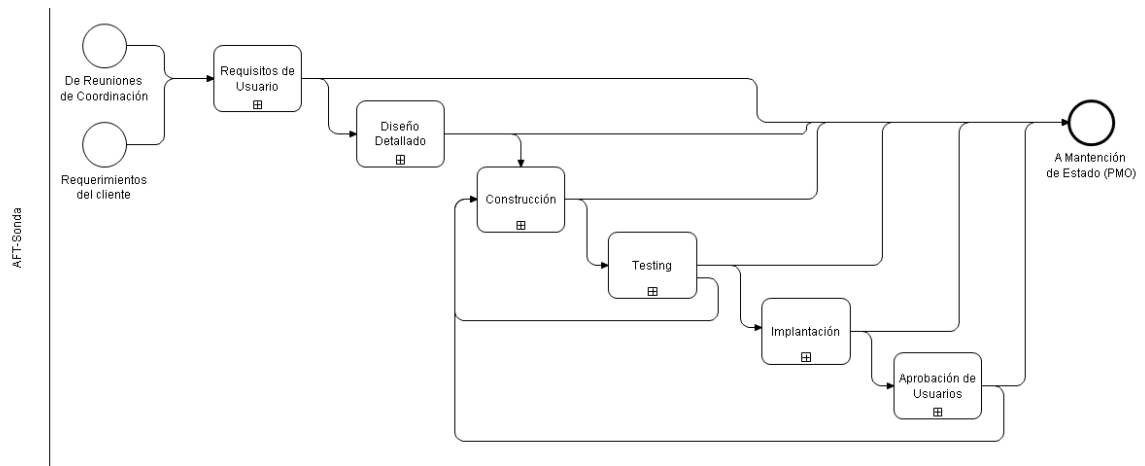 AFT-Sonda
De Reuniones
de Coordinación
Requerimientos
del cliente
Requisitos de
Usuario
Diseño
Detallado
Construcción
Testing
Implantación
Aprobación de
Usuarios
A Mantención
de Estado (PMO)